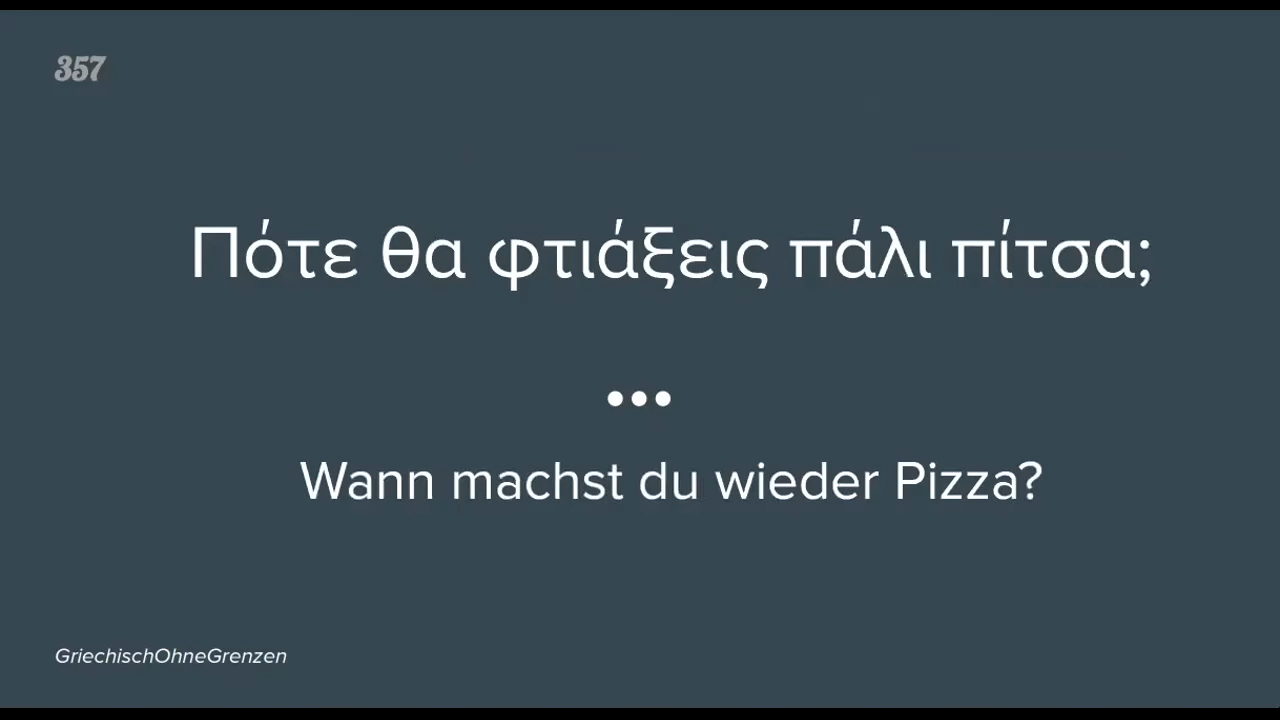 357
Πότε θα φτιάξεις πάλι πίτσα;
•••
Wann machst du wieder Pizza?
GriechischOhneGrenzen